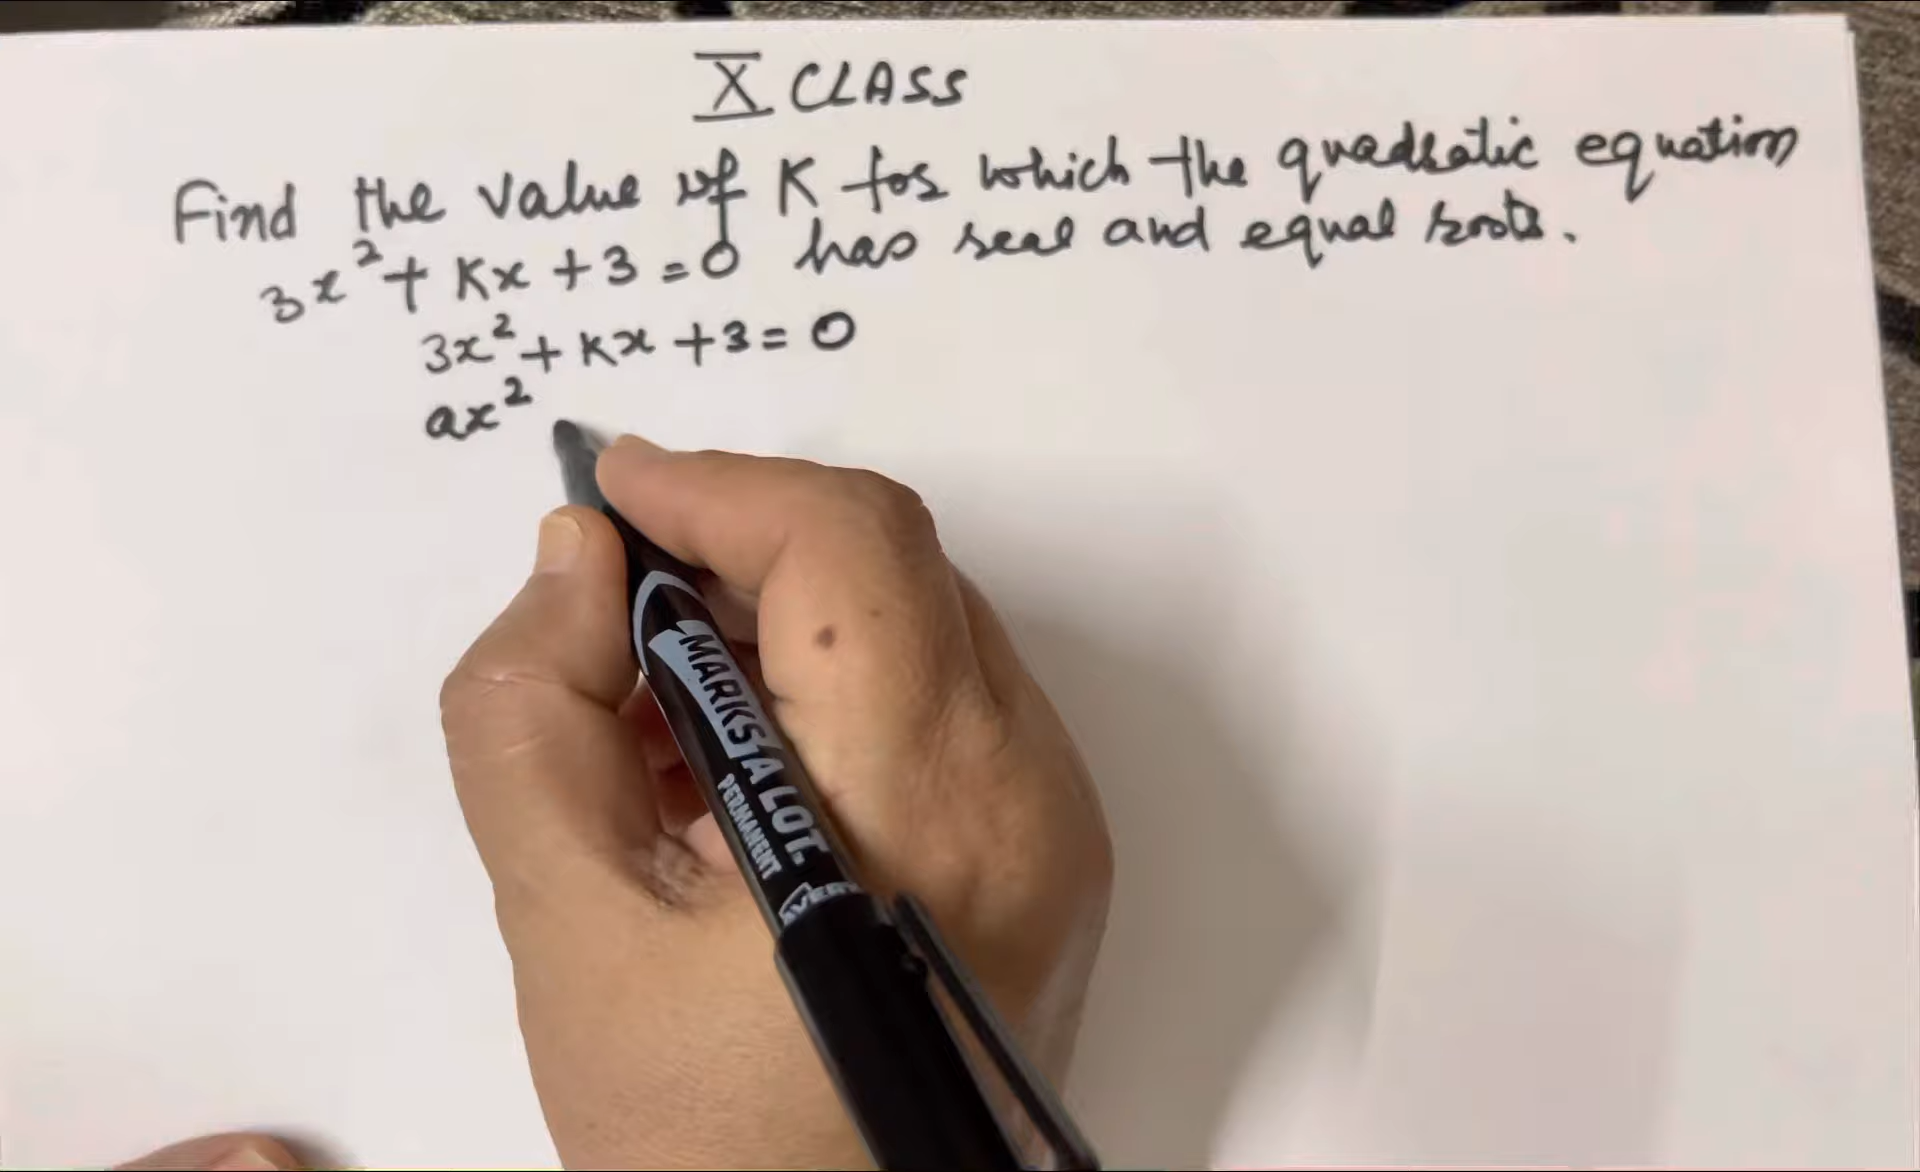 X CLASS
Find the value of K for which the quadratic equation
3x² + Kx + 3 = 0 has real and equal roots.
3x² + Kx + 3 = 0
ax²
MARKS A LOT.
PERMANENT
AVERY